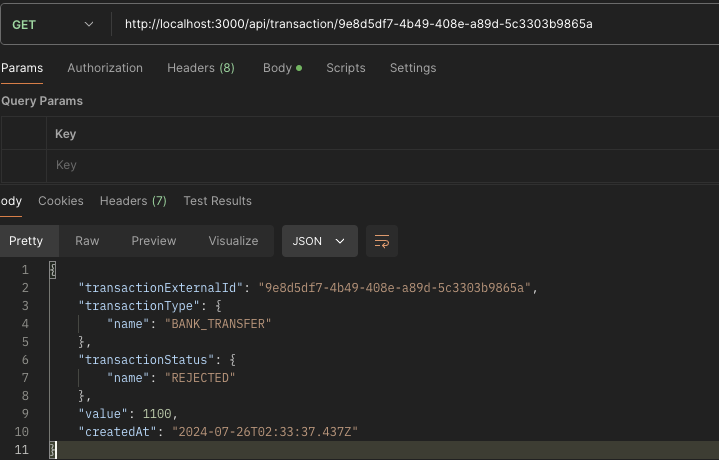 GET http://localhost:3000/api/transaction/9e8d5df7-4b49-408e-a89d-5c3303b9865a
Params Authorization Headers (8) Body Scripts Settings
Query Params
Key
Key
ody Cookies Headers (7) Test Results
Pretty Raw Preview Visualize JSON
1 {
2 "transactionExternalId": "9e8d5df7-4b49-408e-a89d-5c3303b9865a",
3 "transactionType": {
4 "name": "BANK_TRANSFER"
5 },
6 "transactionStatus": {
7 "name": "REJECTED"
8 },
9 "value": 1100,
10 "createdAt": "2024-07-26T02:33:37.437Z"
11 }